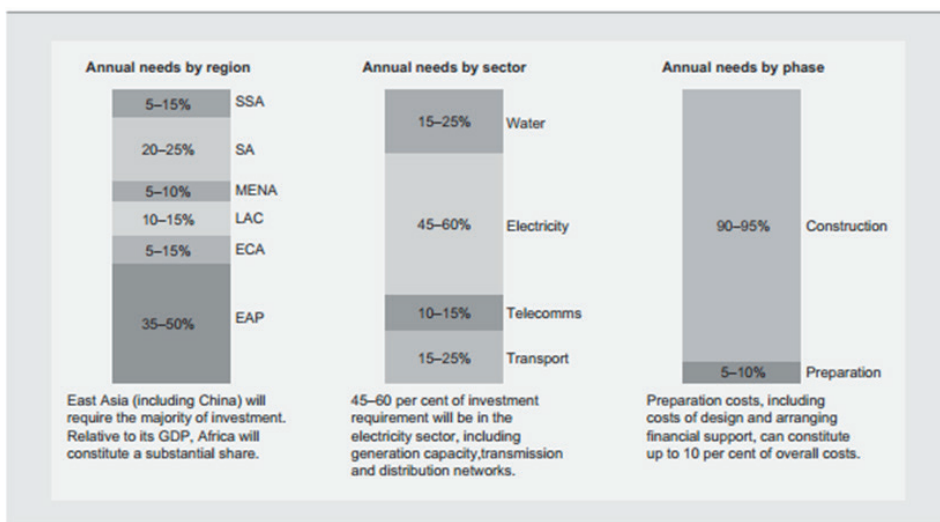 Annual needs by region
5–15% SSA
20–25% SA
5–10% MENA
10–15% LAC
5–15% ECA
35–50% EAP
East Asia (including China) will
require the majority of investment.
Relative to its GDP, Africa will
constitute a substantial share.
Annual needs by sector
15–25% Water
45–60% Electricity
10–15% Telecomms
15–25% Transport
45–60 per cent of investment
requirement will be in the
electricity sector, including
generation capacity,transmission
and distribution networks.
Annual needs by phase
90–95% Construction
5–10% Preparation
Preparation costs, including
costs of design and arranging
financial support, can constitute
up to 10 per cent of overall costs.